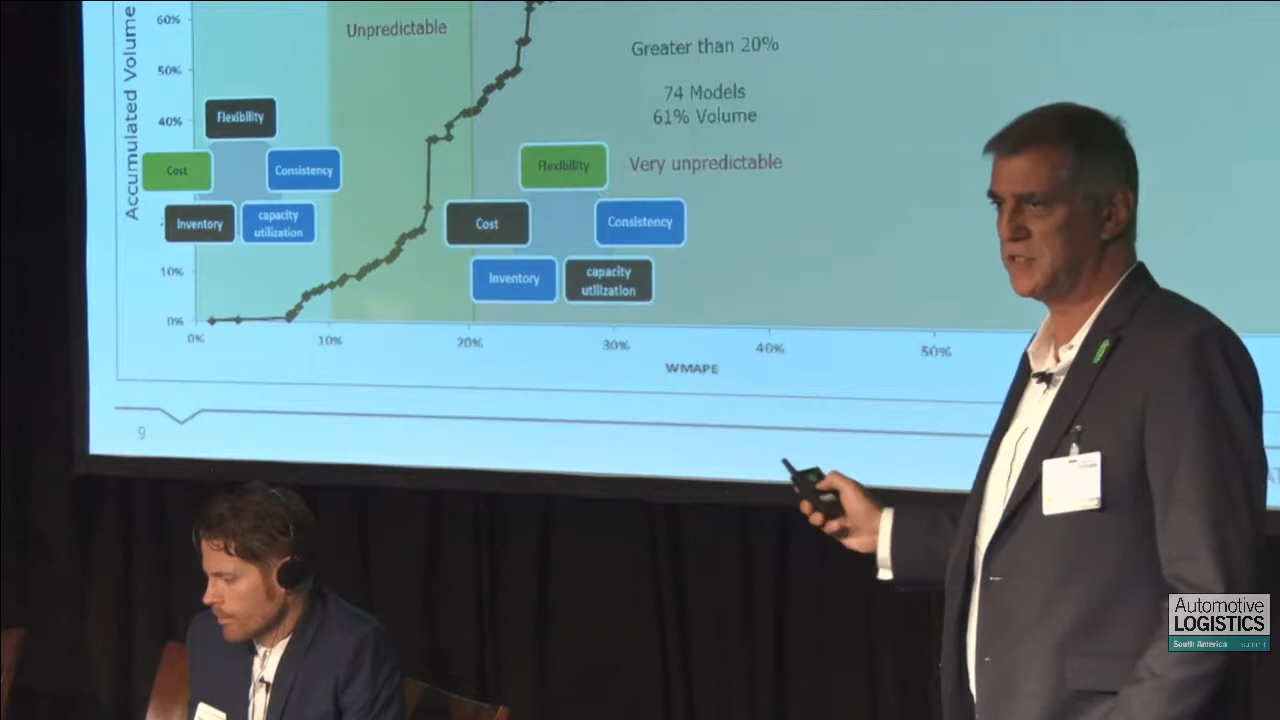 Accumulated Volume
60%
50%
40%
10%
0%
Unpredictable
Greater than 20%
74 Models
61% Volume
Very unpredictable
Flexibility
Cost
Consistency
Inventory
capacity
utilization
Flexibility
Cost
Consistency
Inventory
capacity
utilization
0%
10%
20%
30%
40%
50%
WMAPE
9
Automotive
LOGISTICS
South America